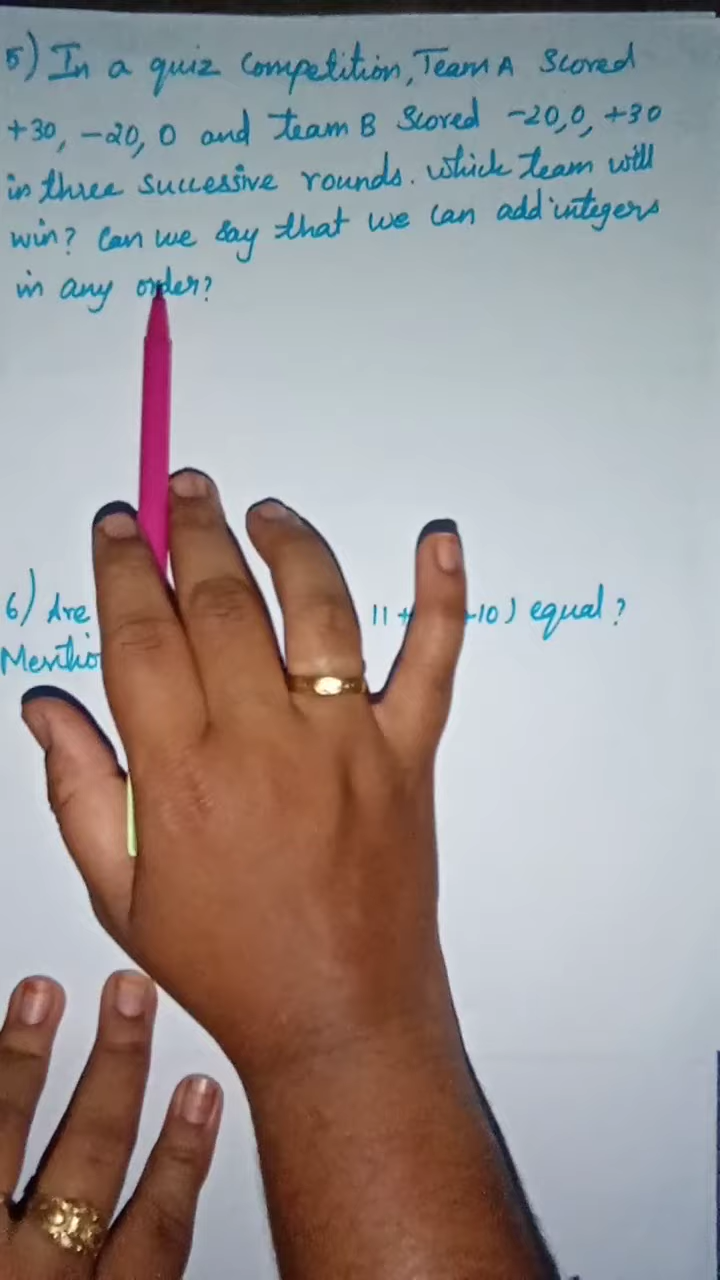 5) In a quiz competition, Team A Scored
+30, -20, 0 and team B Scored -20, 0, +30
in three successive rounds. which team will
win? Can we say that we can add integers
in any order?
6) Are 11 + -10) equal?